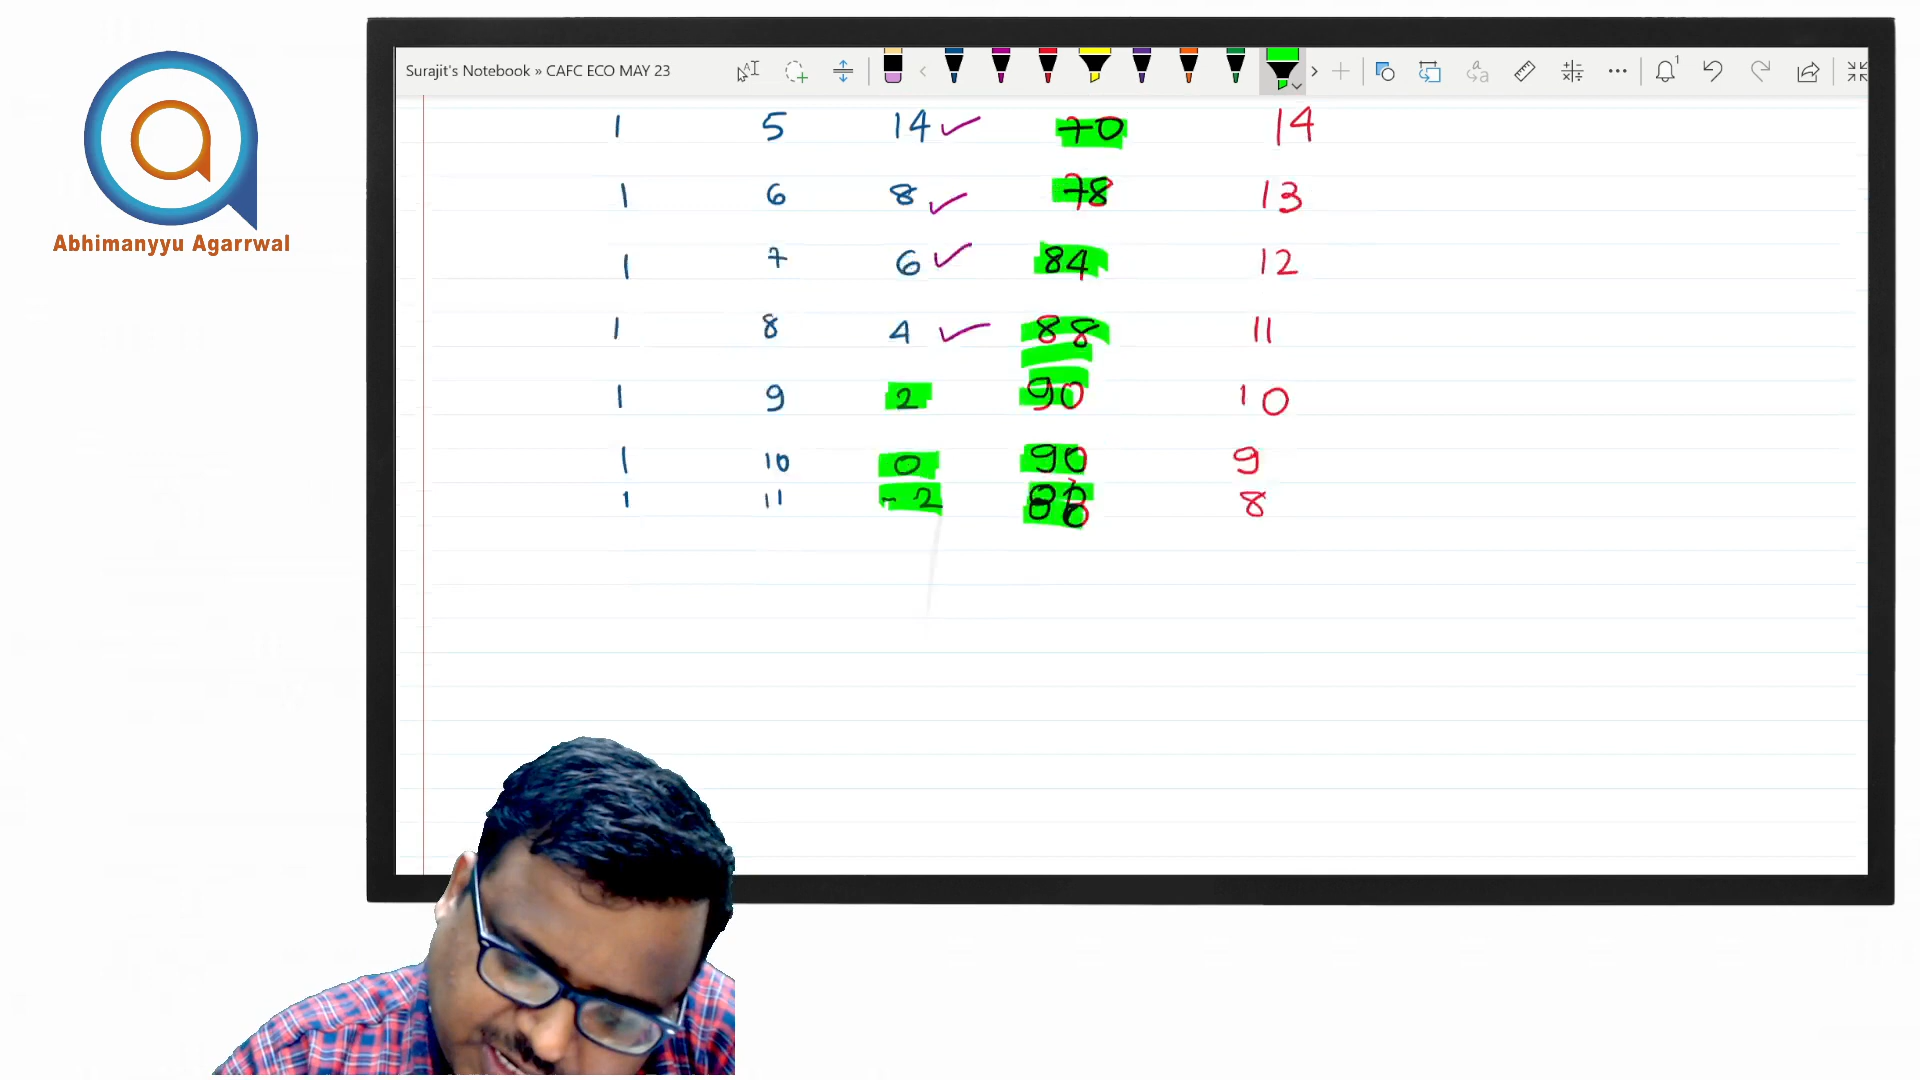 Surajit's Notebook » CAFC ECO MAY 23
Abhimanyyu Agarrwal
1 5 14 ✓ 70 14
1 6 8 ✓ 78 13
1 7 6 ✓ 84 12
1 8 4 ✓ 88 11
1 9 2 90 10
1 10 0 90 9
1 11 -2 88 8